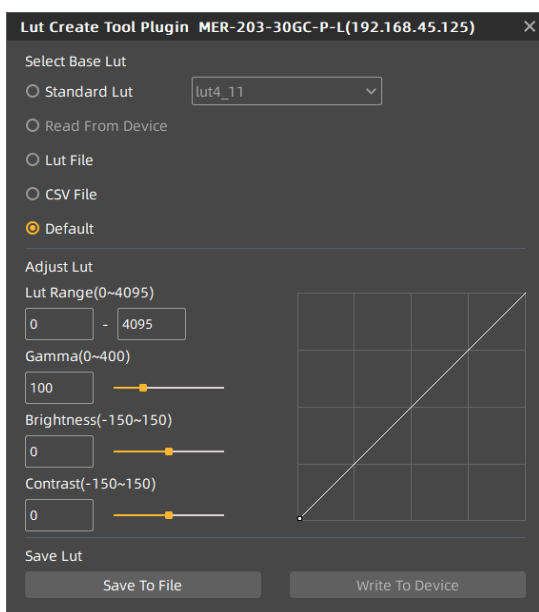 Lut Create Tool Plugin MER-203-30GC-P-L(192.168.45.125)
Select Base Lut
Standard Lut lut4_11
Read From Device
Lut File
CSV File
Default
Adjust Lut
Lut Range(0~4095)
0 - 4095
Gamma(0~400)
100
Brightness(-150~150)
0
Contrast(-150~150)
0
Save Lut
Save To File Write To Device